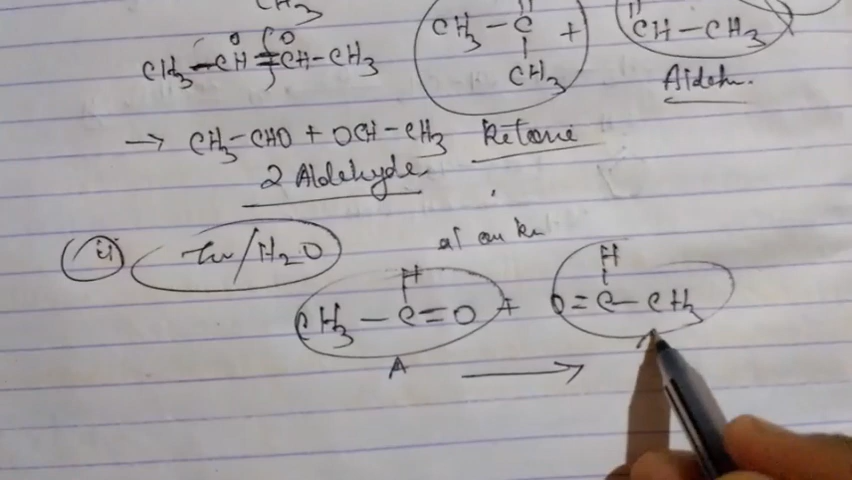 CH3
CH3 — C +
CH3
CH — CH3
Aldeh.
O O
CH3 — CH = CH — CH3
→ CH3 — CHO + OCH — CH3 Ketone
2 Aldehyde
ii) /H2O
H H
CH3 — C = O + O = C — CH3
A →